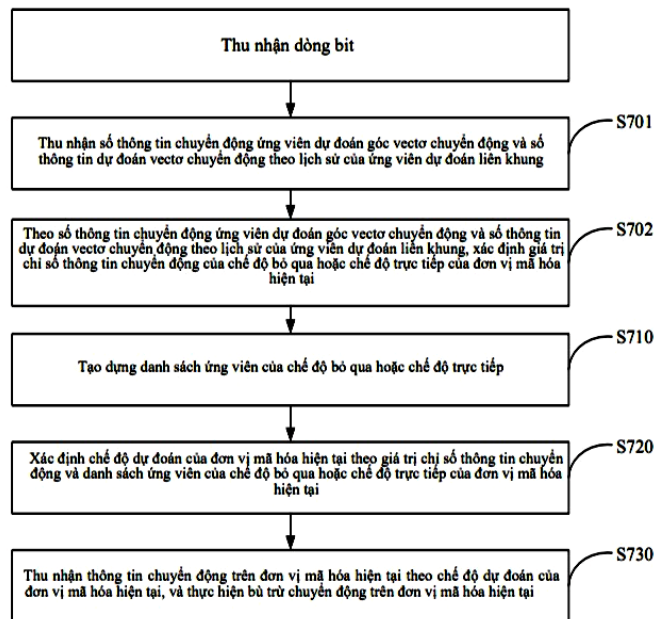 Thu nhận dòng bit
S701
Thu nhận số thông tin chuyển động ứng viên dự đoán góc vectơ chuyển động và số
thông tin dự đoán vectơ chuyển động theo lịch sử của ứng viên dự đoán liên khung
S702
Theo số thông tin chuyển động ứng viên dự đoán góc vectơ chuyển động và số thông tin
dự đoán vectơ chuyển động theo lịch sử của ứng viên dự đoán liên khung, xác định giá trị
chỉ số thông tin chuyển động của chế độ bỏ qua hoặc chế độ trực tiếp của đơn vị mã hóa
hiện tại
S710
Tạo dựng danh sách ứng viên của chế độ bỏ qua hoặc chế độ trực tiếp
S720
Xác định chế độ dự đoán của đơn vị mã hóa hiện tại theo giá trị chỉ số thông tin chuyển
động và danh sách ứng viên của chế độ bỏ qua hoặc chế độ trực tiếp của đơn vị mã hóa
hiện tại
S730
Thu nhận thông tin chuyển động trên đơn vị mã hóa hiện tại theo chế độ dự đoán của
đơn vị mã hóa hiện tại, và thực hiện bù trừ chuyển động trên đơn vị mã hóa hiện tại